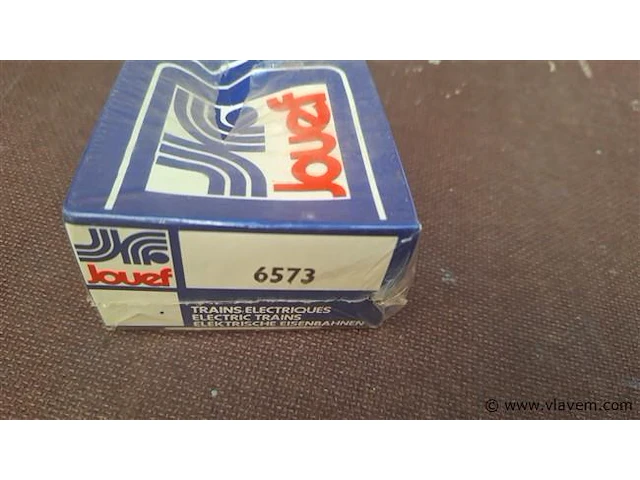 Jouef
Jouef
6573
TRAINS ELECTRIQUES
ELECTRIC TRAINS
ELEKTRISCHE EISENBAHNEN
© www.vlavem.com